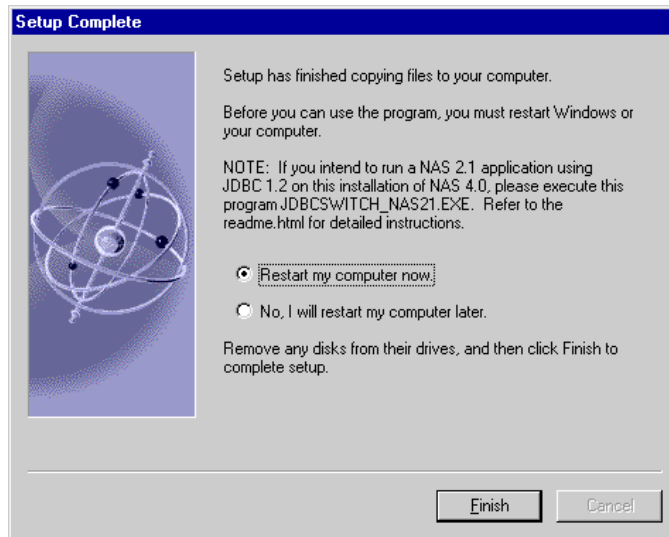 Setup Complete
Setup has finished copying files to your computer.
Before you can use the program, you must restart Windows or
your computer.
NOTE:  If you intend to run a NAS 2.1 application using
JDBC 1.2 on this installation of NAS 4.0, please execute this
program JDBCSWITCH_NAS21.EXE.  Refer to the
readme.html for detailed instructions.
Restart my computer now.
No, I will restart my computer later.
Remove any disks from their drives, and then click Finish to
complete setup.
Finish
Cancel